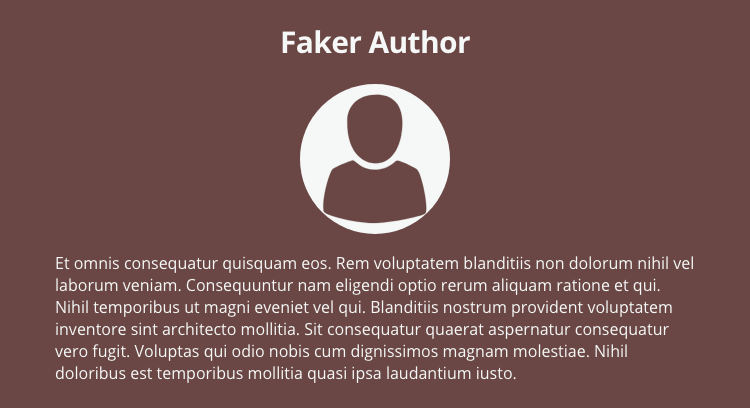 Faker Author
Et omnis consequatur quisquam eos. Rem voluptatem blanditiis non dolorum nihil vel
laborum veniam. Consequuntur nam eligendi optio rerum aliquam ratione et qui.
Nihil temporibus ut magni eveniet vel qui. Blanditiis nostrum provident voluptatem
inventore sint architecto mollitia. Sit consequatur quaerat aspernatur consequatur
vero fugit. Voluptas qui odio nobis cum dignissimos magnam molestiae. Nihil
doloribus est temporibus mollitia quasi ipsa laudantium iusto.